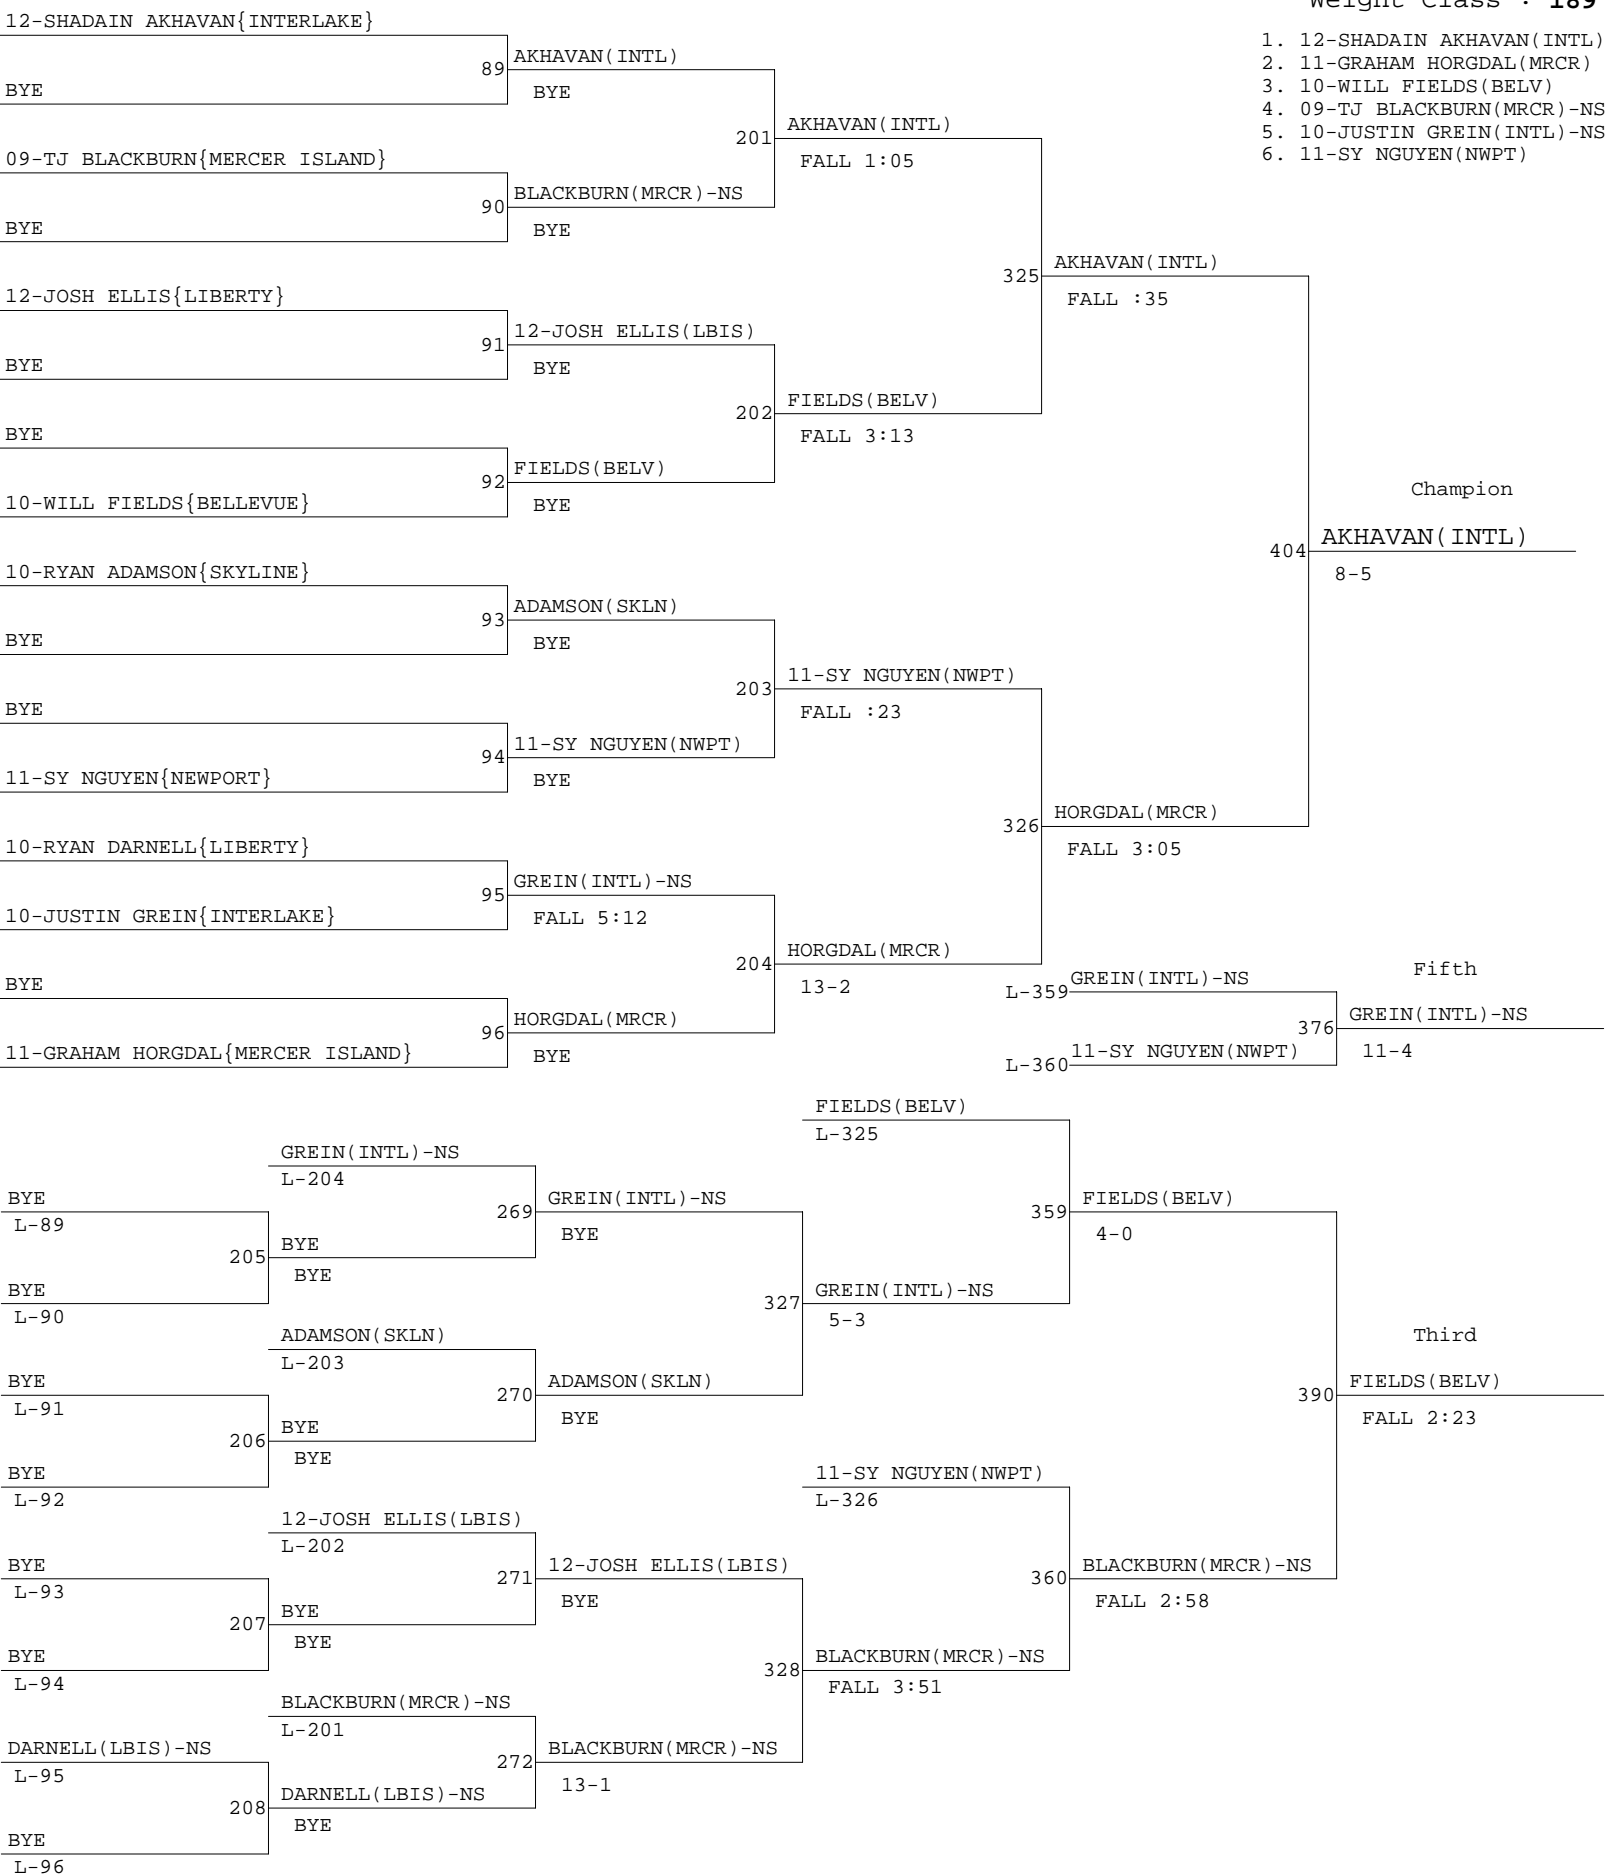 Weight Class : 189
1. 12-SHADAIN AKHAVAN(INTL)
2. 11-GRAHAM HORGDAL(MRCR)
3. 10-WILL FIELDS(BELV)
4. 09-TJ BLACKBURN(MRCR)-NS
5. 10-JUSTIN GREIN(INTL)-NS
6. 11-SY NGUYEN(NWPT)
12-SHADAIN AKHAVAN{INTERLAKE}
89
BYE
09-TJ BLACKBURN{MERCER ISLAND}
90
BYE
12-JOSH ELLIS{LIBERTY}
91
BYE
BYE
92
10-WILL FIELDS{BELLEVUE}
10-RYAN ADAMSON{SKYLINE}
93
BYE
BYE
94
11-SY NGUYEN{NEWPORT}
10-RYAN DARNELL{LIBERTY}
95
10-JUSTIN GREIN{INTERLAKE}
BYE
96
11-GRAHAM HORGDAL{MERCER ISLAND}
AKHAVAN(INTL)
BYE
201
BLACKBURN(MRCR)-NS
BYE
12-JOSH ELLIS(LBIS)
BYE
202
FIELDS(BELV)
BYE
ADAMSON(SKLN)
BYE
203
11-SY NGUYEN(NWPT)
BYE
GREIN(INTL)-NS
FALL 5:12
204
HORGDAL(MRCR)
BYE
AKHAVAN(INTL)
FALL 1:05
325
FIELDS(BELV)
FALL 3:13
11-SY NGUYEN(NWPT)
FALL :23
326
HORGDAL(MRCR)
13-2
AKHAVAN(INTL)
FALL :35
404
HORGDAL(MRCR)
FALL 3:05
Champion
AKHAVAN(INTL)
8-5
Fifth
GREIN(INTL)-NS
L-359
376
11-SY NGUYEN(NWPT)
L-360
GREIN(INTL)-NS
11-4
BYE
L-89
205
BYE
L-90
BYE
L-91
206
BYE
L-92
BYE
L-93
207
BYE
L-94
DARNELL(LBIS)-NS
L-95
208
BYE
L-96
GREIN(INTL)-NS
L-204
269
BYE
BYE
ADAMSON(SKLN)
L-203
270
BYE
BYE
12-JOSH ELLIS(LBIS)
L-202
271
BYE
BYE
BLACKBURN(MRCR)-NS
L-201
272
DARNELL(LBIS)-NS
BYE
GREIN(INTL)-NS
BYE
327
ADAMSON(SKLN)
BYE
12-JOSH ELLIS(LBIS)
BYE
328
BLACKBURN(MRCR)-NS
13-1
FIELDS(BELV)
L-325
359
GREIN(INTL)-NS
5-3
11-SY NGUYEN(NWPT)
L-326
360
BLACKBURN(MRCR)-NS
FALL 3:51
FIELDS(BELV)
4-0
390
BLACKBURN(MRCR)-NS
FALL 2:58
Third
FIELDS(BELV)
FALL 2:23